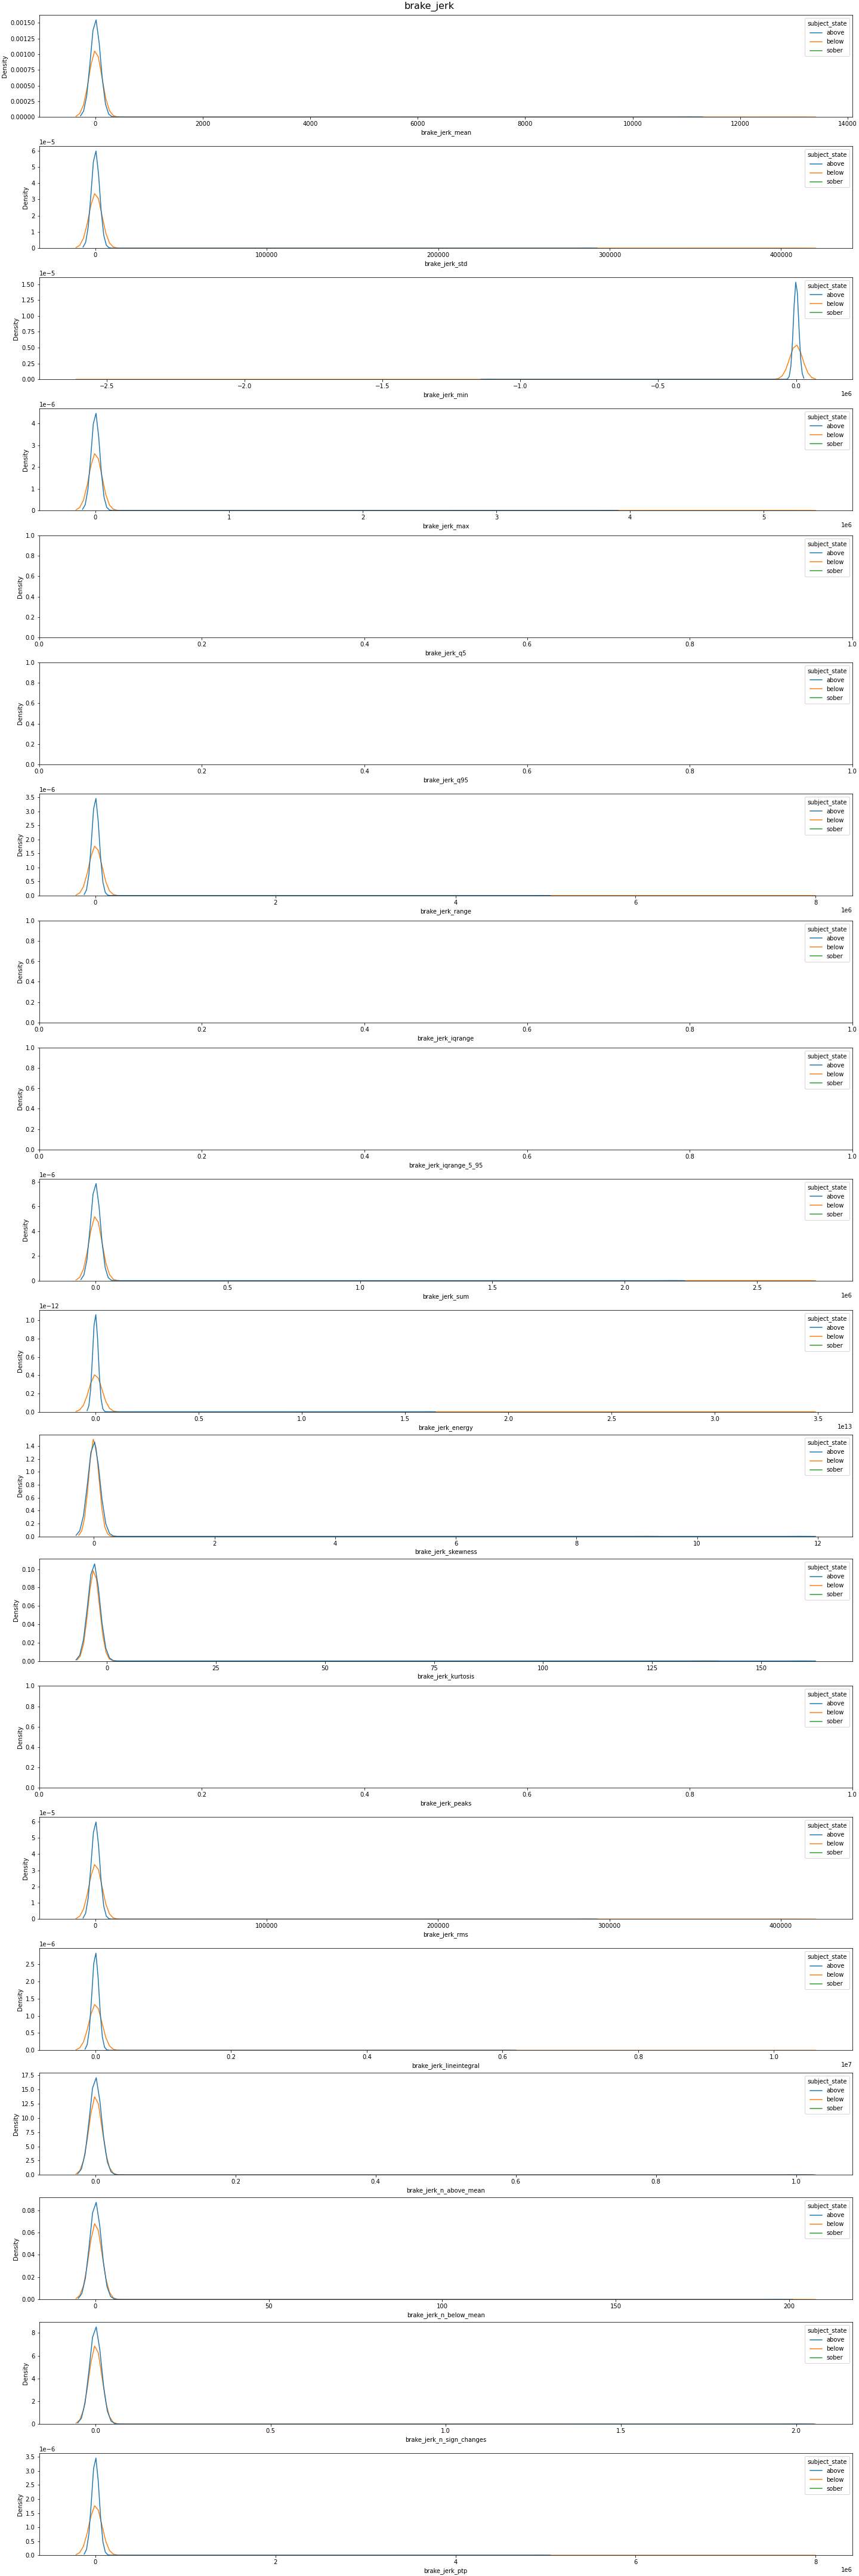 brake_jerk
subject_state
above
below
sober
Density
0.00150
0.00125
0.00100
0.00075
0.00050
0.00025
0.00000
0 2000 4000 6000 8000 10000 12000 14000
brake_jerk_mean
1e−5
subject_state
above
below
sober
Density
6
5
4
3
2
1
0
0 100000 200000 300000 400000
brake_jerk_std
1e−5
subject_state
above
below
sober
Density
1.50
1.25
1.00
0.75
0.50
0.25
0.00
−2.5 −2.0 −1.5 −1.0 −0.5 0.0
1e6
brake_jerk_min
1e−6
subject_state
above
below
sober
Density
4
3
2
1
0
0 1 2 3 4 5
1e6
brake_jerk_max
subject_state
above
below
sober
Density
1.0
0.8
0.6
0.4
0.2
0.0
0.0 0.2 0.4 0.6 0.8 1.0
brake_jerk_q5
subject_state
above
below
sober
Density
1.0
0.8
0.6
0.4
0.2
0.0
0.0 0.2 0.4 0.6 0.8 1.0
brake_jerk_q95
1e−6
subject_state
above
below
sober
Density
3.5
3.0
2.5
2.0
1.5
1.0
0.5
0.0
0 2 4 6 8
1e6
brake_jerk_range
subject_state
above
below
sober
Density
1.0
0.8
0.6
0.4
0.2
0.0
0.0 0.2 0.4 0.6 0.8 1.0
brake_jerk_iqrange
subject_state
above
below
sober
Density
1.0
0.8
0.6
0.4
0.2
0.0
0.0 0.2 0.4 0.6 0.8 1.0
brake_jerk_iqrange_5_95
1e−6
subject_state
above
below
sober
Density
8
6
4
2
0
0.0 0.5 1.0 1.5 2.0 2.5
1e6
brake_jerk_sum
1e−12
subject_state
above
below
sober
Density
1.0
0.8
0.6
0.4
0.2
0.0
0.0 0.5 1.0 1.5 2.0 2.5 3.0 3.5
1e13
brake_jerk_energy
subject_state
above
below
sober
Density
1.4
1.2
1.0
0.8
0.6
0.4
0.2
0.0
0 2 4 6 8 10 12
brake_jerk_skewness
subject_state
above
below
sober
Density
0.10
0.08
0.06
0.04
0.02
0.00
0 25 50 75 100 125 150
brake_jerk_kurtosis
subject_state
above
below
sober
Density
1.0
0.8
0.6
0.4
0.2
0.0
0.0 0.2 0.4 0.6 0.8 1.0
brake_jerk_peaks
1e−5
subject_state
above
below
sober
Density
6
5
4
3
2
1
0
0 100000 200000 300000 400000
brake_jerk_rms
1e−6
subject_state
above
below
sober
Density
2.5
2.0
1.5
1.0
0.5
0.0
0.0 0.2 0.4 0.6 0.8 1.0
1e7
brake_jerk_lineintegral
subject_state
above
below
sober
Density
17.5
15.0
12.5
10.0
7.5
5.0
2.5
0.0
0.0 0.2 0.4 0.6 0.8 1.0
brake_jerk_n_above_mean
subject_state
above
below
sober
Density
0.08
0.06
0.04
0.02
0.00
0 50 100 150 200
brake_jerk_n_below_mean
subject_state
above
below
sober
Density
8
6
4
2
0
0.0 0.5 1.0 1.5 2.0
brake_jerk_n_sign_changes
1e−6
subject_state
above
below
sober
Density
3.5
3.0
2.5
2.0
1.5
1.0
0.5
0.0
0 2 4 6 8
1e6
brake_jerk_ptp